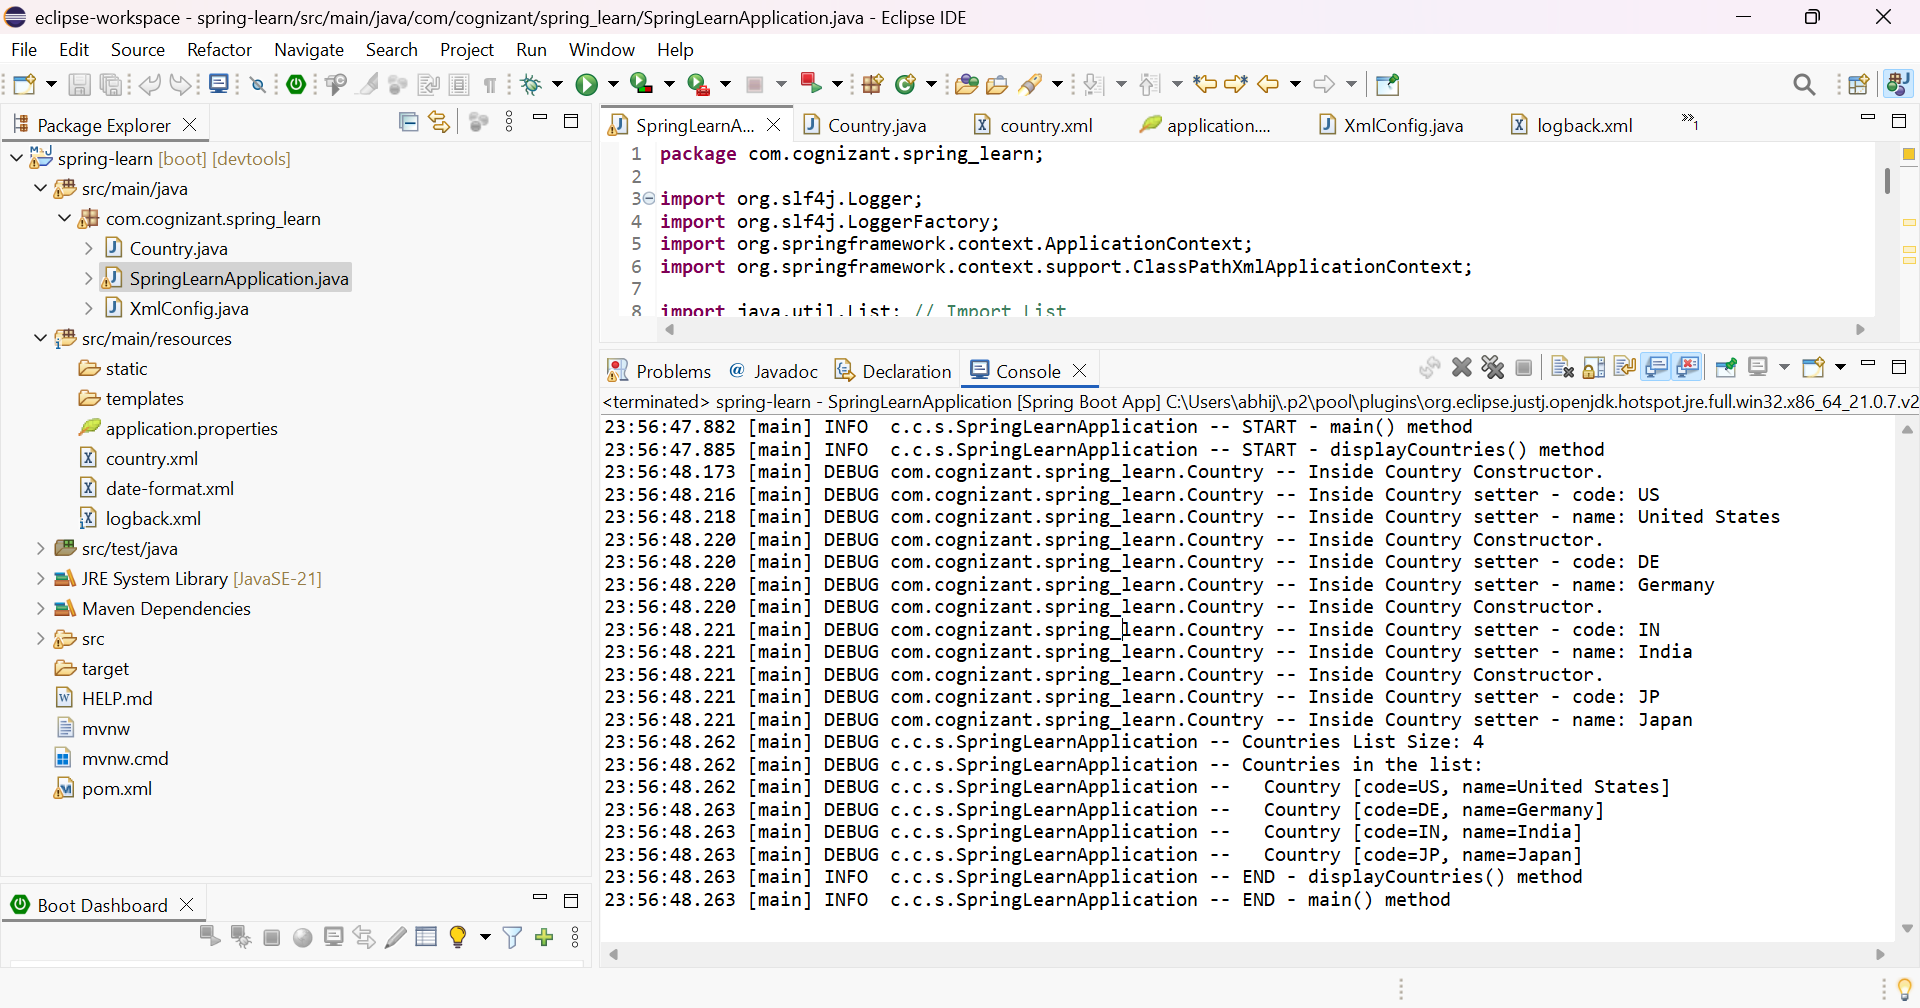 eclipse-workspace - spring-learn/src/main/java/com/cognizant/spring_learn/SpringLearnApplication.java - Eclipse IDE
File Edit Source Refactor Navigate Search Project Run Window Help
Package Explorer
spring-learn [boot] [devtools]
src/main/java
com.cognizant.spring_learn
Country.java
SpringLearnApplication.java
XmlConfig.java
src/main/resources
static
templates
application.properties
country.xml
date-format.xml
logback.xml
src/test/java
JRE System Library [JavaSE-21]
Maven Dependencies
src
target
HELP.md
mvnw
mvnw.cmd
pom.xml
Boot Dashboard
SpringLearnA... Country.java country.xml application.... XmlConfig.java logback.xml »1
1 package com.cognizant.spring_learn;
2
3 import org.slf4j.Logger;
4 import org.slf4j.LoggerFactory;
5 import org.springframework.context.ApplicationContext;
6 import org.springframework.context.support.ClassPathXmlApplicationContext;
7
8 import java.util.List; // Import List
Problems Javadoc Declaration Console
<terminated> spring-learn - SpringLearnApplication [Spring Boot App] C:\Users\abhij\.p2\pool\plugins\org.eclipse.justj.openjdk.hotspot.jre.full.win32.x86_64_21.0.7.v2
23:56:47.882 [main] INFO  c.c.s.SpringLearnApplication -- START - main() method
23:56:47.885 [main] INFO  c.c.s.SpringLearnApplication -- START - displayCountries() method
23:56:48.173 [main] DEBUG com.cognizant.spring_learn.Country -- Inside Country Constructor.
23:56:48.216 [main] DEBUG com.cognizant.spring_learn.Country -- Inside Country setter - code: US
23:56:48.218 [main] DEBUG com.cognizant.spring_learn.Country -- Inside Country setter - name: United States
23:56:48.220 [main] DEBUG com.cognizant.spring_learn.Country -- Inside Country Constructor.
23:56:48.220 [main] DEBUG com.cognizant.spring_learn.Country -- Inside Country setter - code: DE
23:56:48.220 [main] DEBUG com.cognizant.spring_learn.Country -- Inside Country setter - name: Germany
23:56:48.220 [main] DEBUG com.cognizant.spring_learn.Country -- Inside Country Constructor.
23:56:48.221 [main] DEBUG com.cognizant.spring_learn.Country -- Inside Country setter - code: IN
23:56:48.221 [main] DEBUG com.cognizant.spring_learn.Country -- Inside Country setter - name: India
23:56:48.221 [main] DEBUG com.cognizant.spring_learn.Country -- Inside Country Constructor.
23:56:48.221 [main] DEBUG com.cognizant.spring_learn.Country -- Inside Country setter - code: JP
23:56:48.221 [main] DEBUG com.cognizant.spring_learn.Country -- Inside Country setter - name: Japan
23:56:48.262 [main] DEBUG c.c.s.SpringLearnApplication -- Countries List Size: 4
23:56:48.262 [main] DEBUG c.c.s.SpringLearnApplication -- Countries in the list:
23:56:48.262 [main] DEBUG c.c.s.SpringLearnApplication --   Country [code=US, name=United States]
23:56:48.263 [main] DEBUG c.c.s.SpringLearnApplication --   Country [code=DE, name=Germany]
23:56:48.263 [main] DEBUG c.c.s.SpringLearnApplication --   Country [code=IN, name=India]
23:56:48.263 [main] DEBUG c.c.s.SpringLearnApplication --   Country [code=JP, name=Japan]
23:56:48.263 [main] INFO  c.c.s.SpringLearnApplication -- END - displayCountries() method
23:56:48.263 [main] INFO  c.c.s.SpringLearnApplication -- END - main() method